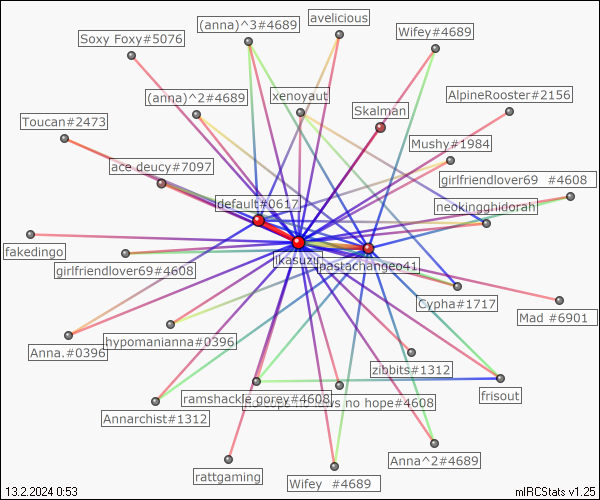 avelicious
(anna)^3#4689
Wifey#4689
Soxy Foxy#5076
xenoyaut
AlpineRooster#2156
(anna)^2#4689
Skalman
Toucan#2473
Mushy#1984
ace deucy#7097
girlfriendlover69 #4608
default#0617
neokingghidorah
fakedingo
Ikasuzu
pastachangeo41
girlfriendlover69#4608
Cypha#1717
Mad #6901
hypomanianna#0396
Anna.#0396
zibbits#1312
frisout
ramshackle gorey#4608
no hope#4608
Annarchist#1312
Anna^2#4689
rattgaming
Wifey #4689
13.2.2024 0:53
mIRCStats v1.25